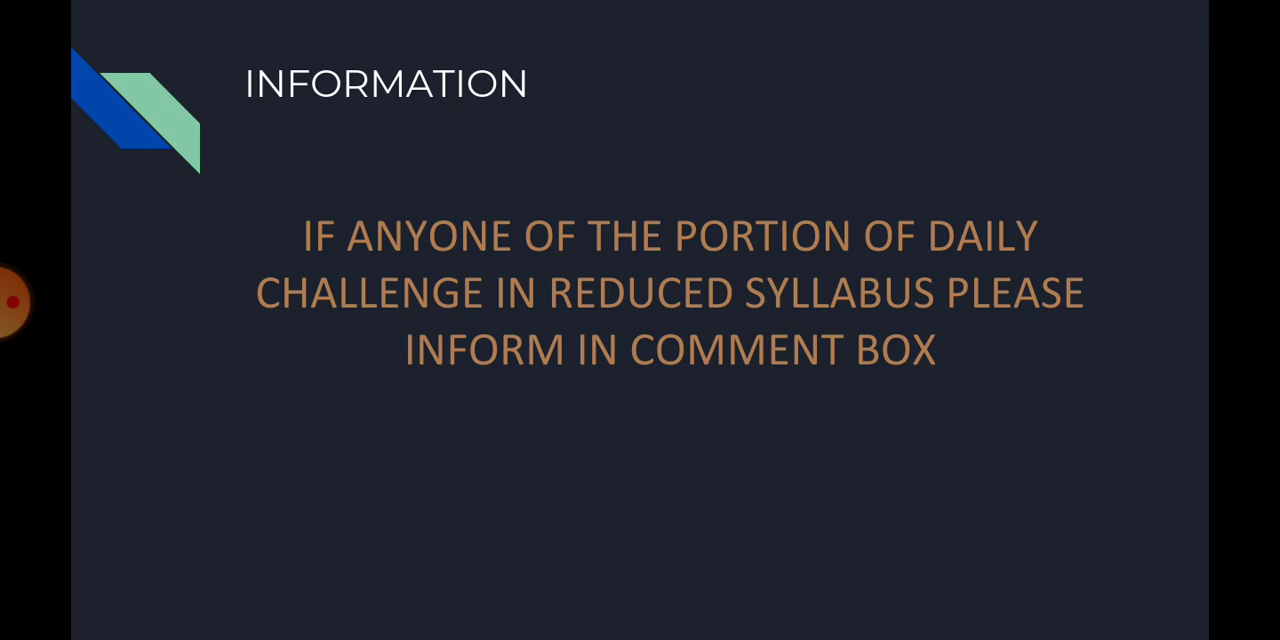 INFORMATION
IF ANYONE OF THE PORTION OF DAILY
CHALLENGE IN REDUCED SYLLABUS PLEASE
INFORM IN COMMENT BOX